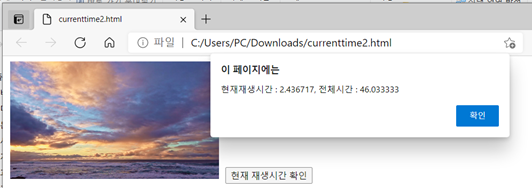 currenttime2.html
파일
C:/Users/PC/Downloads/currenttime2.html
이 페이지에는
현재재생시간 : 2.436717, 전체시간 : 46.033333
확인
현재 재생시간 확인